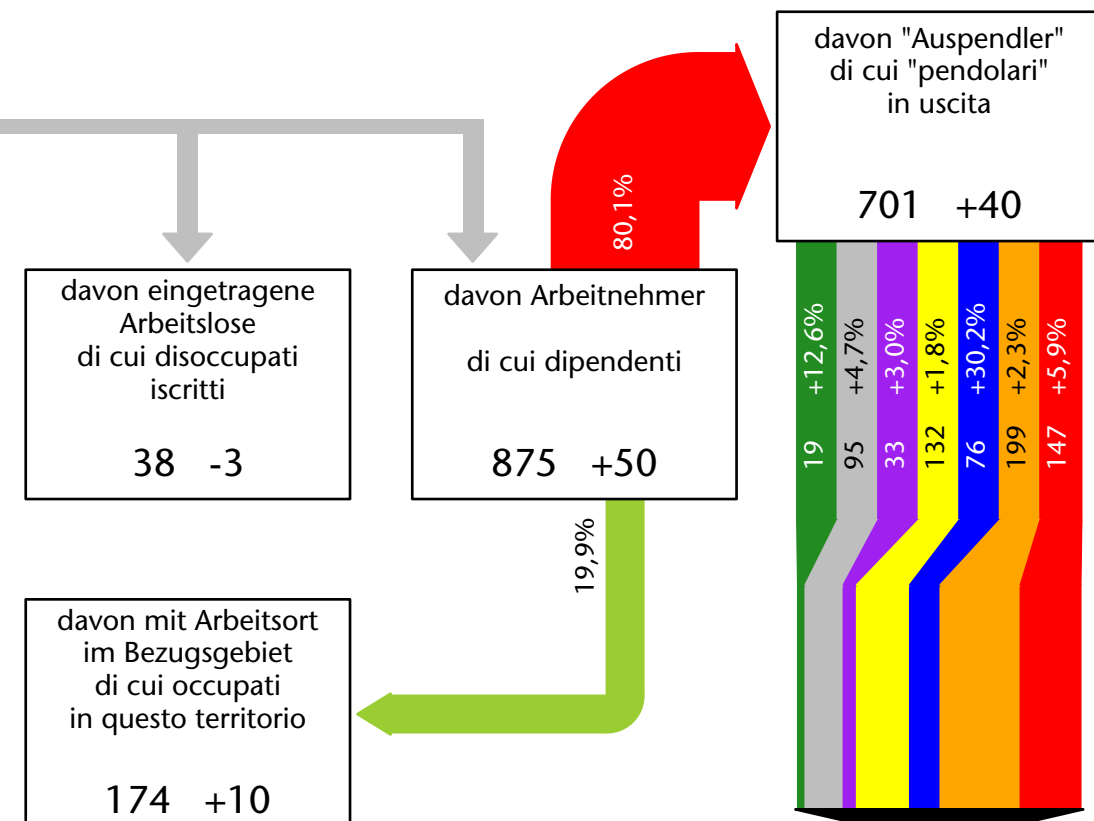 davon "Auspendler"
di cui "pendolari"
in uscita
701 +40
80,1%
davon eingetragene
Arbeitslose
di cui disoccupati
iscritti
38 -3
davon Arbeitnehmer
di cui dipendenti
875 +50
19 +12,6%
95 +4,7%
33 +3,0%
132 +1,8%
76 +30,2%
199 +2,3%
147 +5,9%
19,9%
davon mit Arbeitsort
im Bezugsgebiet
di cui occupati
in questo territorio
174 +10